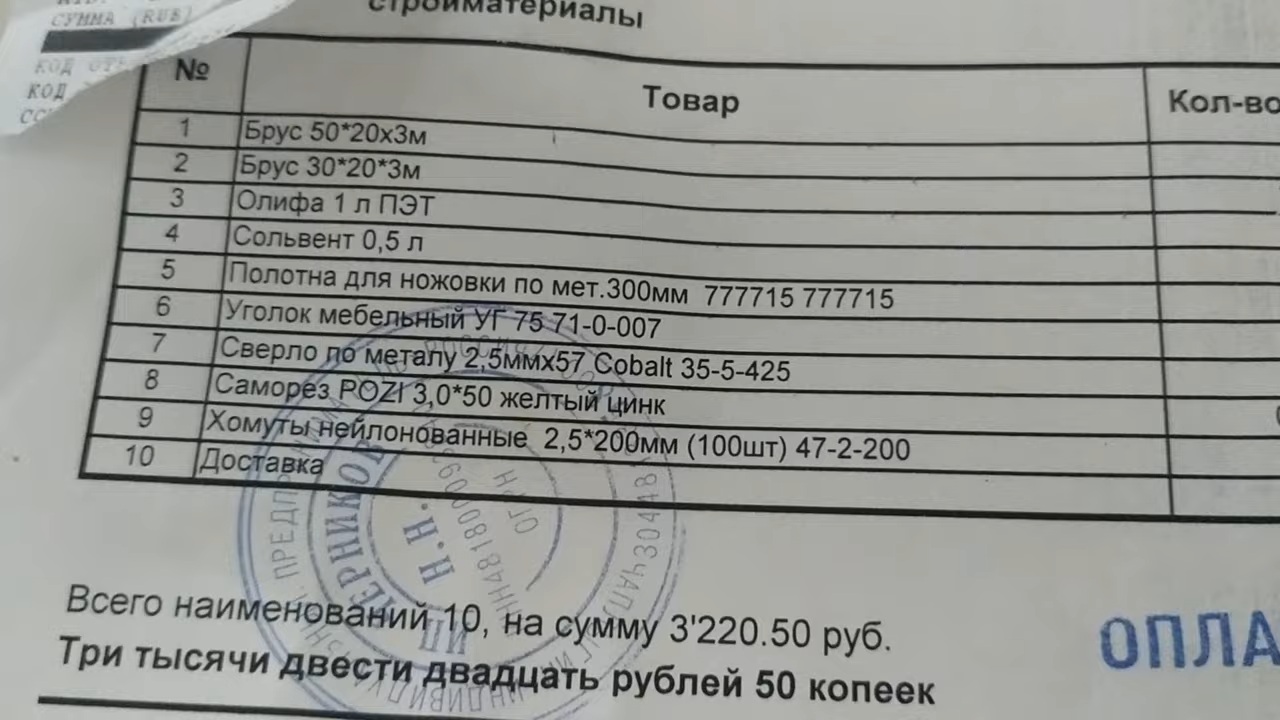 СУММА (RUB)
КОД
КОД
стройматериалы
№ Товар Кол-во
1 Брус 50*20х3м
2 Брус 30*20*3м
3 Олифа 1 л ПЭТ
4 Сольвент 0,5 л
5 Полотна для ножовки по мет.300мм 777715 777715
6 Уголок мебельный УГ 75 71-0-007
7 Сверло по металу 2,5ммх57 Cobalt 35-5-425
8 Саморез POZI 3,0*50 желтый цинк
9 Хомуты нейлонованные 2,5*200мм (100шт) 47-2-200
10 Доставка
Н.Н.
ИП
ОГРН
Всего наименований 10, на сумму 3'220.50 руб.
ОПЛА
Три тысячи двести двадцать рублей 50 копеек